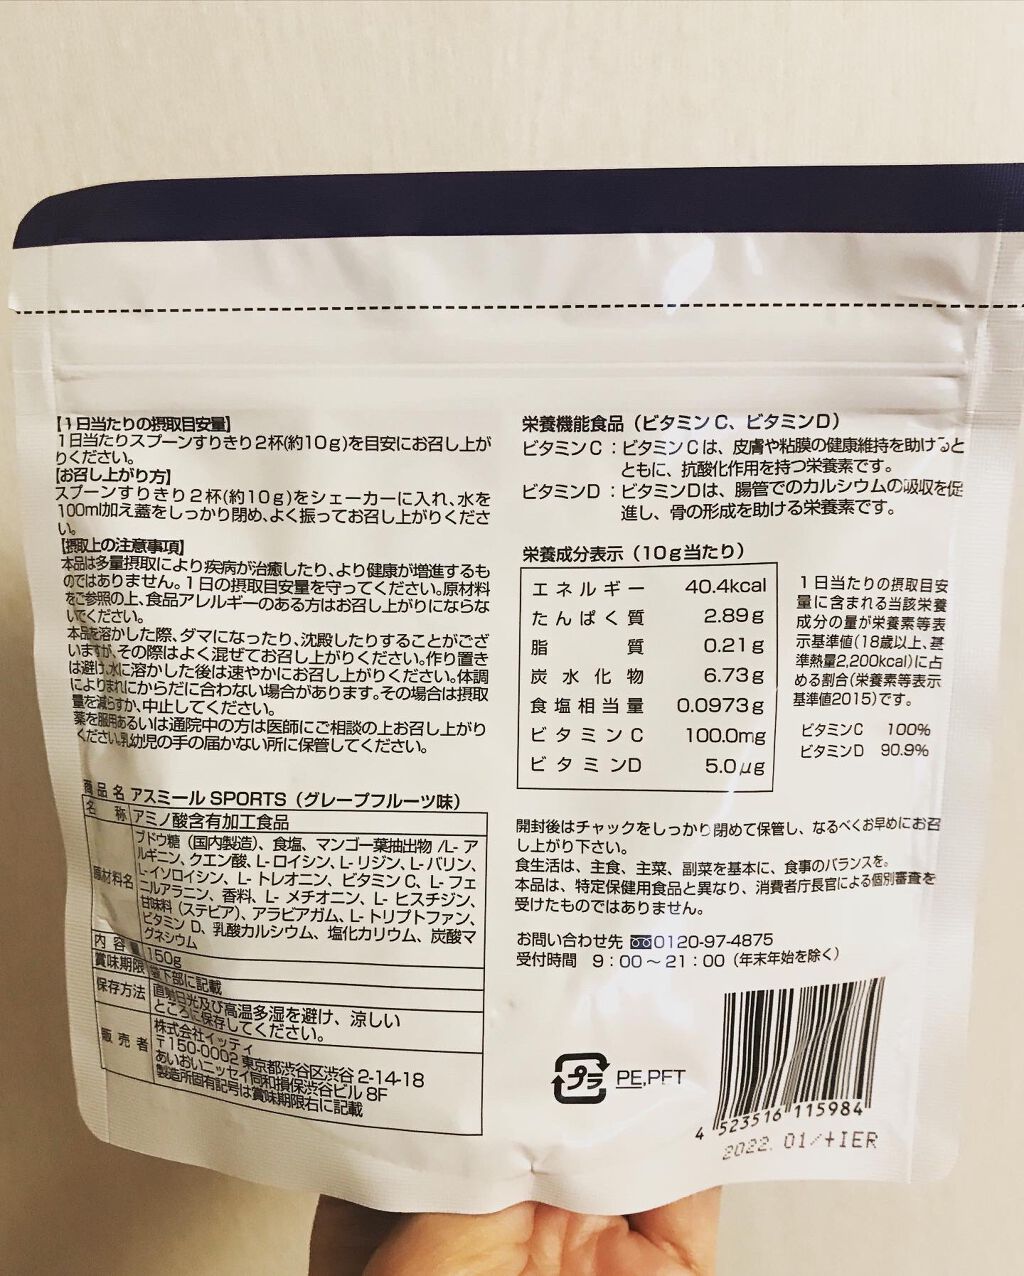 【1日当たりの摂取目安量】
1日当たりスプーンすりきり2杯(約10g)を目安にお召し上が
りください。
【お召し上がり方】
スプーンすりきり2杯(約10g)をシェーカーに入れ、水を
100ml加え蓋をしっかり閉め、よく振ってお召し上がりくださ
い。
【摂取上の注意事項】
本品は多量摂取により疾病が治癒したり、より健康が増進するも
のではありません。1日の摂取目安量を守ってください。原材料
をご参照の上、食品アレルギーのある方はお召し上がりにならな
いでください。
本品を溶かした際、ダマになったり、沈殿したりすることがござ
いますが、その際はよく混ぜてお召し上がりください。作り置き
は避け、水に溶かした後は速やかにお召し上がりください。体調
によりまれにからだに合わない場合があります。その場合は摂取
量を減らすか、中止してください。
薬を服用あるいは通院中の方は医師にご相談の上お召し上がり
ください。乳幼児の手の届かない所に保管してください。
商品名 アスミール SPORTS（グレープフルーツ味）
名称 アミノ酸含有加工食品
原材料名 ブドウ糖（国内製造）、食塩、マンゴー葉抽出物 /L- ア
ルギニン、クエン酸、L- ロイシン、L- リジン、L- バリン、
L-イソロイシン、L- トレオニン、ビタミン C、L- フェ
ニルアラニン、香料、L- メチオニン、L- ヒスチジン、
甘味料（ステビア）、アラビアガム、L- トリプトファン、
ビタミン D、乳酸カルシウム、塩化カリウム、炭酸マ
グネシウム
内容量 150g
賞味期限 袋下部に記載
保存方法 直射日光及び高温多湿を避け、涼しい
ところに保存してください。
販売者 株式会社イッティ
〒150-0002 東京都渋谷区渋谷 2-14-18
あいおいニッセイ同和損保渋谷ビル 8F
製造所固有記号は賞味期限右に記載
栄養機能食品（ビタミン C、ビタミンD）
ビタミンC：ビタミン C は、皮膚や粘膜の健康維持を助けると
ともに、抗酸化作用を持つ栄養素です。
ビタミンD：ビタミンDは、腸管でのカルシウムの吸収を促
進し、骨の形成を助ける栄養素です。
栄養成分表示（10g当たり）
エネルギー 40.4kcal
たんぱく質 2.89g
脂質 0.21g
炭水化物 6.73g
食塩相当量 0.0973g
ビタミンC 100.0mg
ビタミンD 5.0μg
1日当たりの摂取目安
量に含まれる当該栄養
成分の量が栄養素等表
示基準値(18歳以上、基
準熱量2,200kcal)に占
める割合(栄養素等表示
基準値2015)です。
ビタミンC 100%
ビタミンD 90.9%
開封後はチャックをしっかり閉めて保管し、なるべくお早めにお召
し上がり下さい。
食生活は、主食、主菜、副菜を基本に、食事のバランスを。
本品は、特定保健用食品と異なり、消費者庁長官による個別審査を
受けたものではありません。
お問い合わせ先 0120-97-4875
受付時間 9：00～21：00（年末年始を除く）
プラ PE,PET
4 523516 115984
2022. 01/+IER